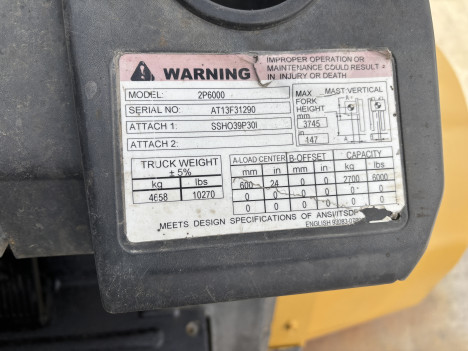 WARNING
IMPROPER OPERATION OR
MAINTENANCE COULD RESULT
IN INJURY OR DEATH
MODEL: 2P6000
SERIAL NO: AT13F31290
ATTACH 1: SSHO39P30I
ATTACH 2:
MAX FORK HEIGHT
mm
3745
in
147
MAST VERTICAL
TRUCK WEIGHT
± 5%
kg lbs
4658 10270
A-LOAD CENTER B-OFFSET CAPACITY
mm in mm in kg lbs
600 24 0 0 2700 6000
0 0 0 0 0 0
0 0 0 0 0
MEETS DESIGN SPECIFICATIONS OF ANSI/ITSDF
ENGLISH